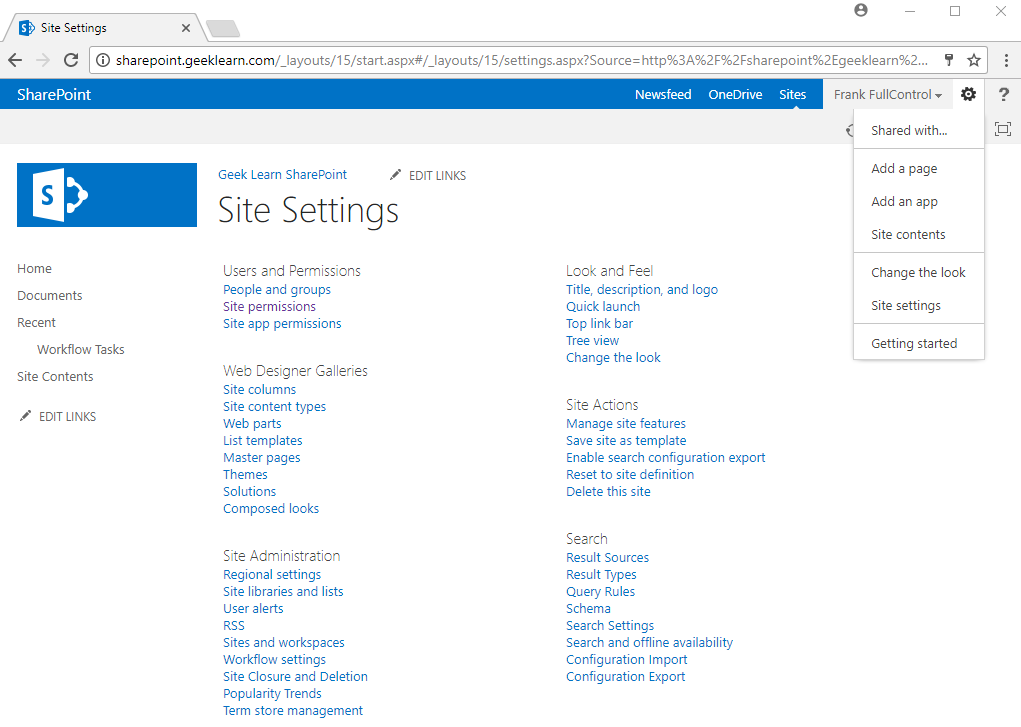 Site Settings
sharepoint.geeklearn.com/_layouts/15/start.aspx#/_layouts/15/settings.aspx?Source=http%3A%2F%2Fsharepoint%2Egeeklearn%2...
SharePoint
Newsfeed OneDrive Sites Frank FullControl ?
Shared with...
Add a page
Add an app
Site contents
Change the look
Site settings
Getting started
S
Geek Learn SharePoint EDIT LINKS
Site Settings
Home
Documents
Recent
Workflow Tasks
Site Contents
EDIT LINKS
Users and Permissions
People and groups
Site permissions
Site app permissions
Web Designer Galleries
Site columns
Site content types
Web parts
List templates
Master pages
Themes
Solutions
Composed looks
Site Administration
Regional settings
Site libraries and lists
User alerts
RSS
Sites and workspaces
Workflow settings
Site Closure and Deletion
Popularity Trends
Term store management
Look and Feel
Title, description, and logo
Quick launch
Top link bar
Tree view
Change the look
Site Actions
Manage site features
Save site as template
Enable search configuration export
Reset to site definition
Delete this site
Search
Result Sources
Result Types
Query Rules
Schema
Search Settings
Search and offline availability
Configuration Import
Configuration Export